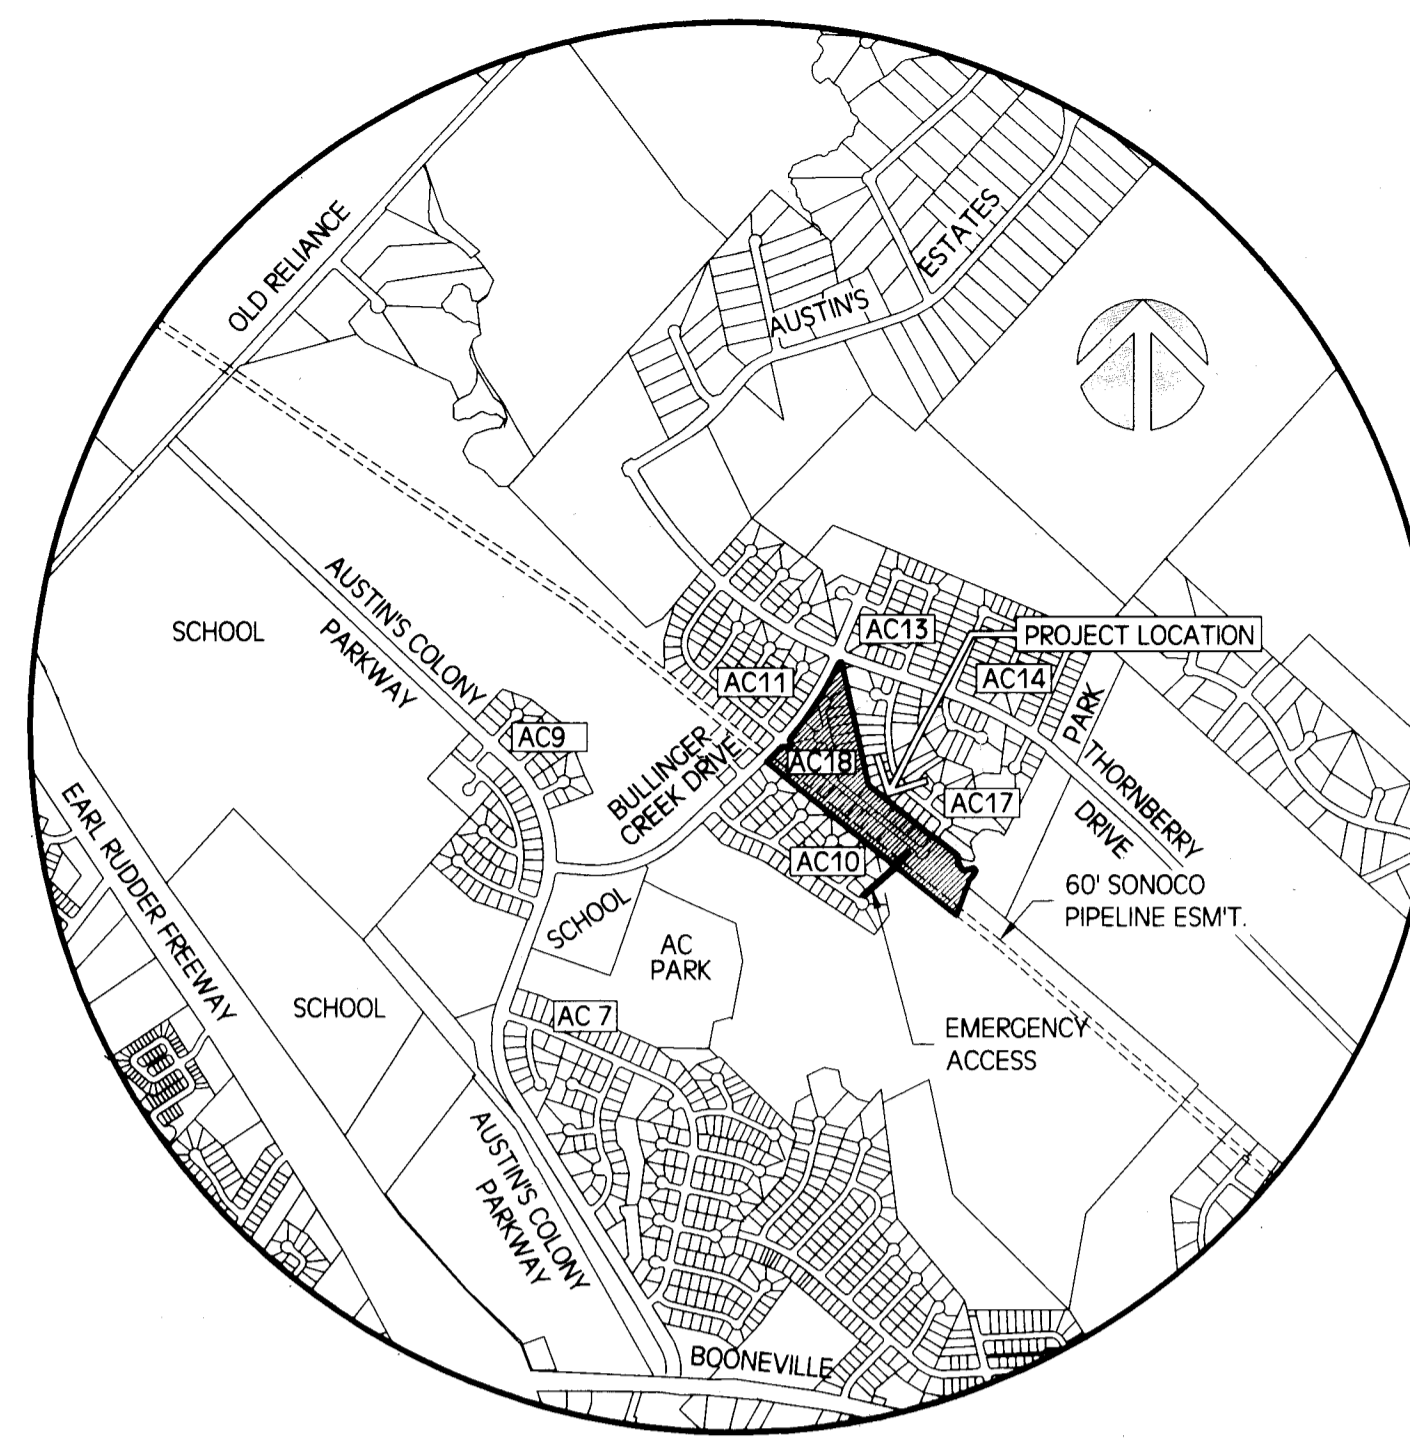 OLD RELIANCE
ESTATES
AUSTIN'S
AUSTIN'S COLONY
PARKWAY
SCHOOL
AC13
PROJECT LOCATION
AC14
AC11
PARK
AC9
BULLINGER
CREEK DRIVE
AC18
THORNBERRY
DRIVE
EARL RUDDER FREEWAY
AC17
AC10
60' SONOCO
PIPELINE ESM'T.
SCHOOL
AC
PARK
SCHOOL
AC 7
EMERGENCY
ACCESS
AUSTIN'S COLONY
PARKWAY
BOONEVILLE